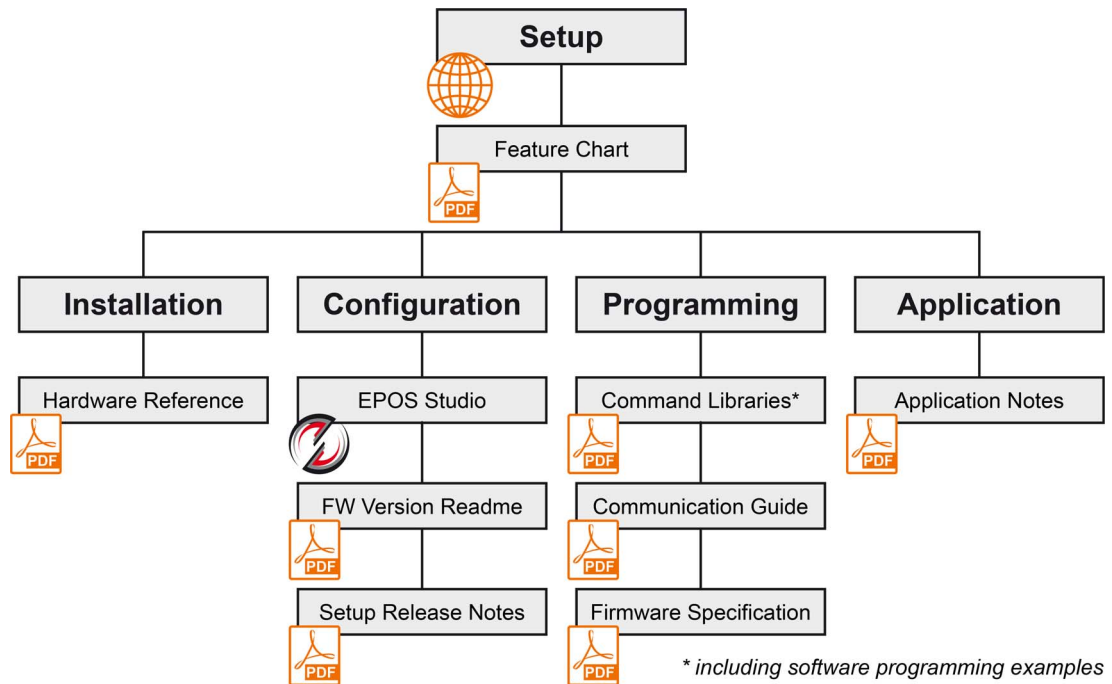 Setup
Feature Chart
PDF
Installation
Configuration
Programming
Application
Hardware Reference
EPOS Studio
Command Libraries*
Application Notes
PDF
PDF
PDF
FW Version Readme
Communication Guide
PDF
PDF
Setup Release Notes
Firmware Specification
PDF
PDF
* including software programming examples